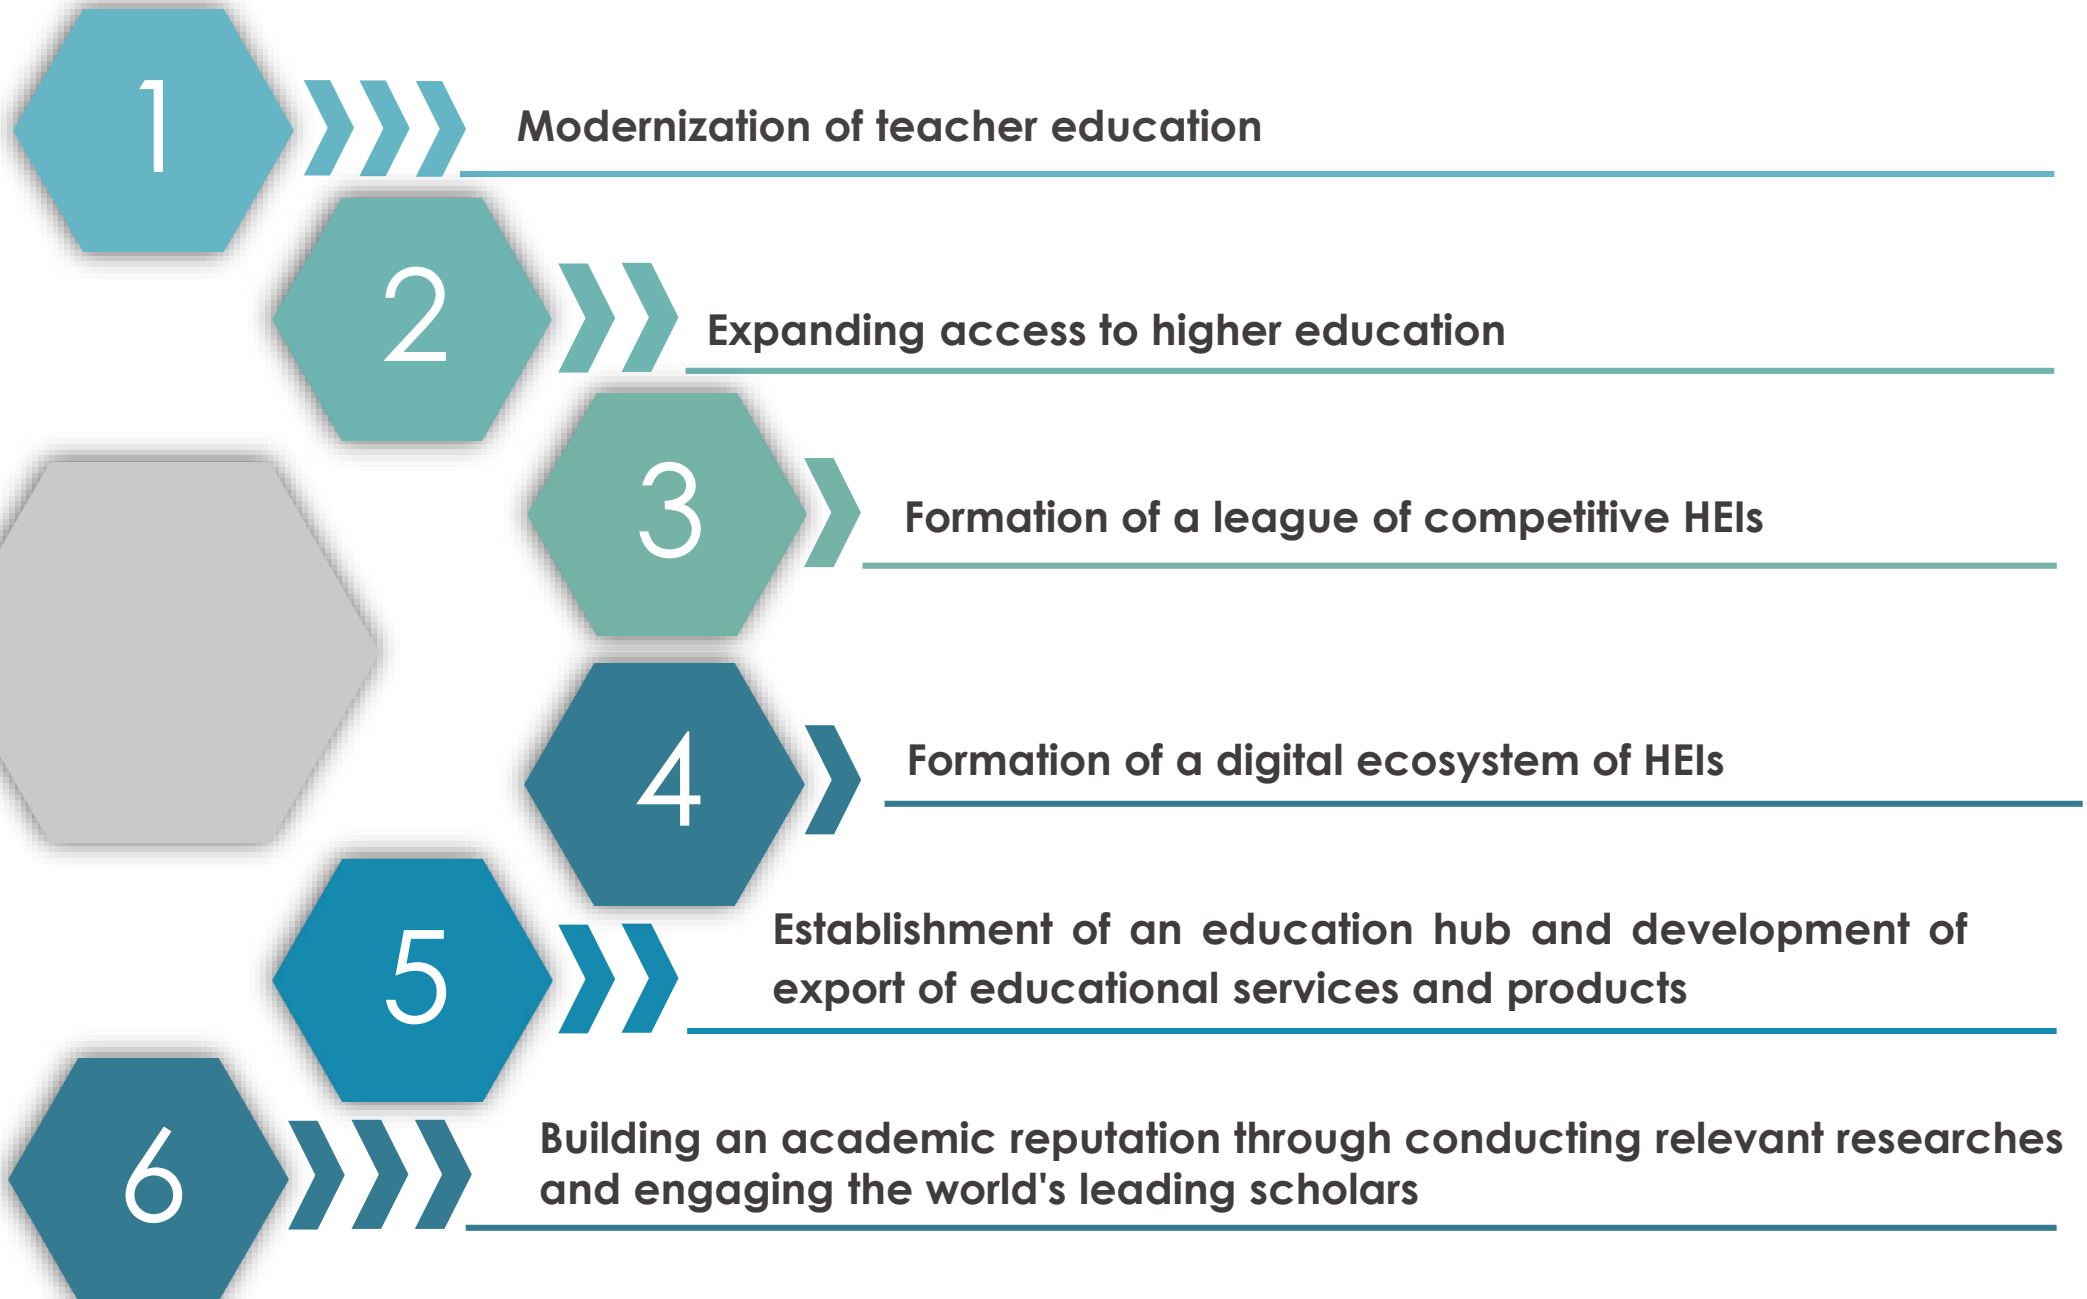 1
Modernization of teacher education
2
Expanding access to higher education
3
Formation of a league of competitive HEIs
4
Formation of a digital ecosystem of HEIs
5
Establishment of an education hub and development of
export of educational services and products
6
Building an academic reputation through conducting relevant researches
and engaging the world's leading scholars